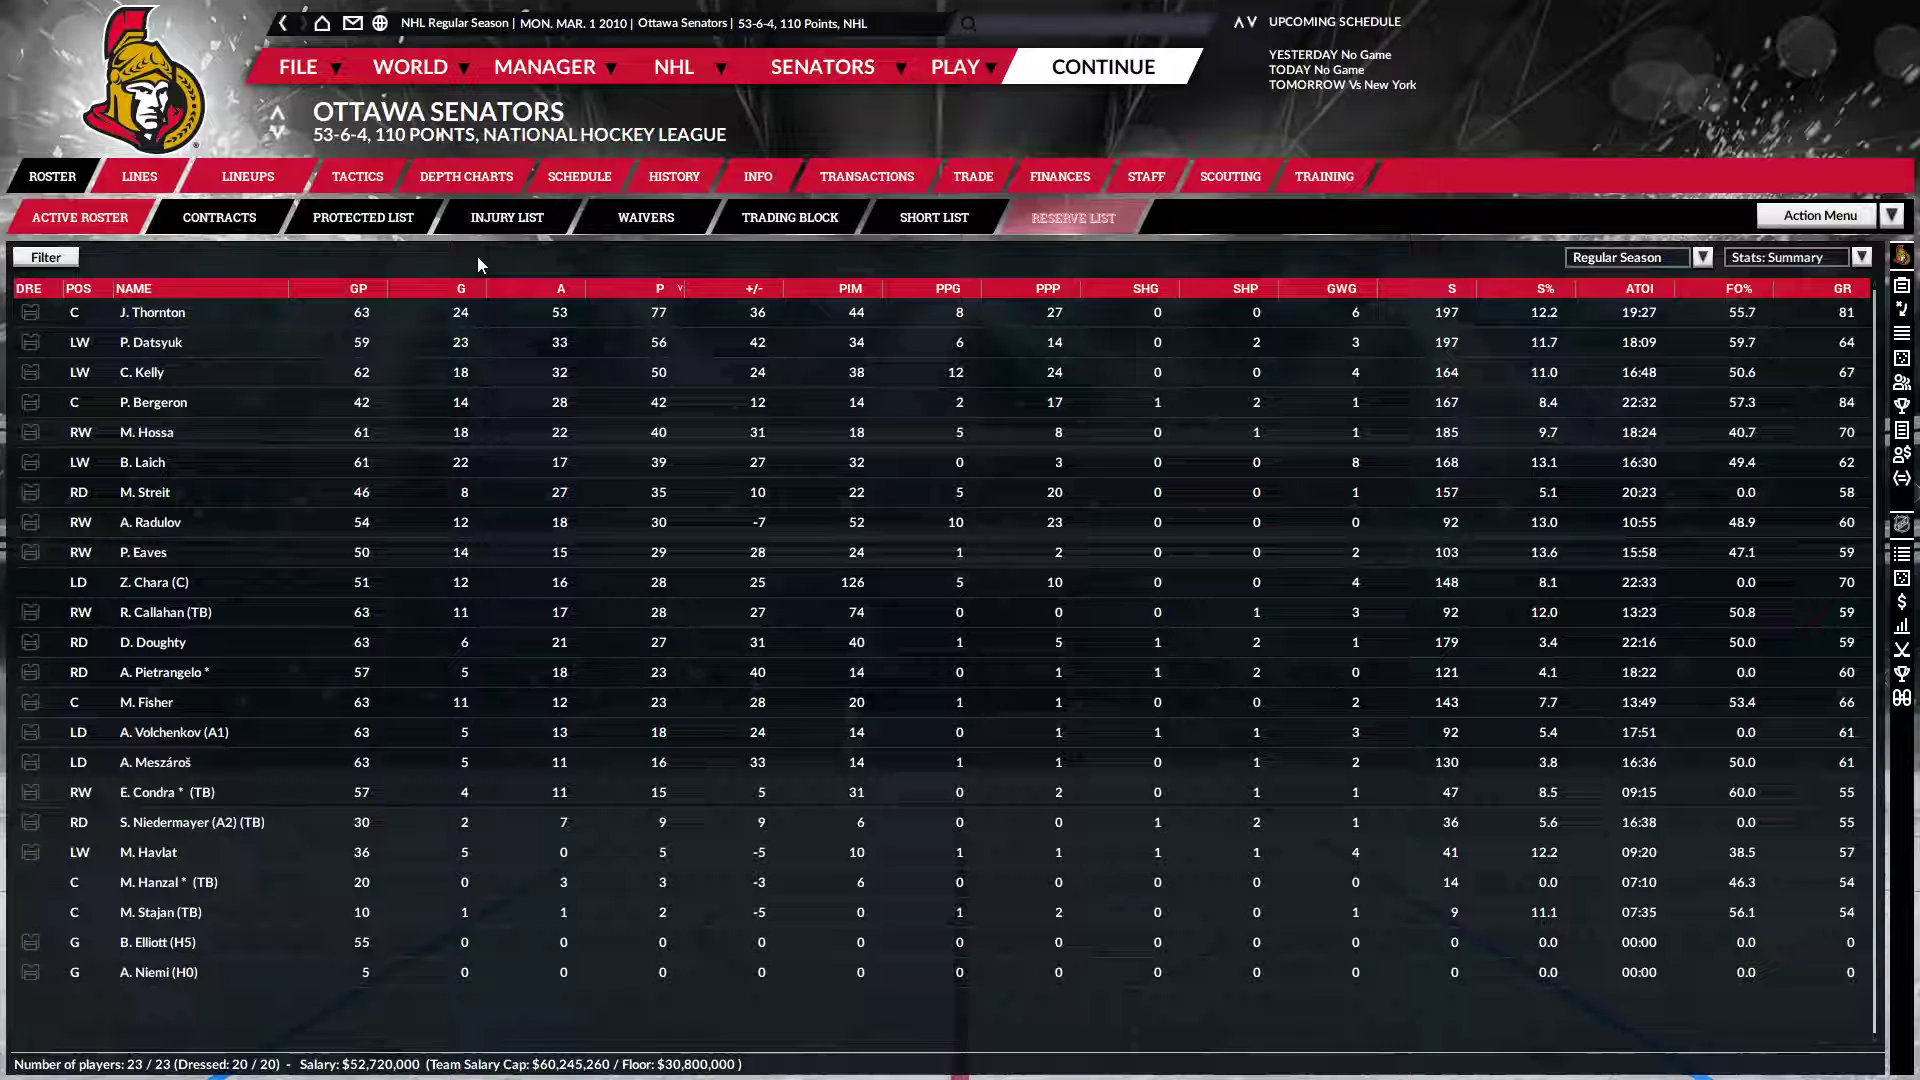 NHL Regular Season | MON. MAR. 1 2010 | Ottawa Senators | 53-6-4, 110 Points, NHL
UPCOMING SCHEDULE
YESTERDAY No Game
TODAY No Game
TOMORROW Vs New York
FILE WORLD MANAGER NHL SENATORS PLAY CONTINUE
OTTAWA SENATORS
53-6-4, 110 POINTS, NATIONAL HOCKEY LEAGUE
ROSTER LINES LINEUPS TACTICS DEPTH CHARTS SCHEDULE HISTORY INFO TRANSACTIONS TRADE FINANCES STAFF SCOUTING TRAINING
ACTIVE ROSTER CONTRACTS PROTECTED LIST INJURY LIST WAIVERS TRADING BLOCK SHORT LIST RESERVE LIST Action Menu
Filter Regular Season Stats: Summary
DRE POS NAME GP G A P +/- PIM PPG PPP SHG SHP GWG S S% ATOI FO% GR
C J. Thornton 63 24 53 77 36 44 8 27 0 0 6 197 12.2 19:27 55.7 81
LW P. Datsyuk 59 23 33 56 42 34 6 14 0 2 3 197 11.7 18:09 59.7 64
LW C. Kelly 62 18 32 50 24 38 12 24 0 0 4 164 11.0 16:48 50.6 67
C P. Bergeron 42 14 28 42 12 14 2 17 1 2 1 167 8.4 22:32 57.3 84
RW M. Hossa 61 18 22 40 31 18 5 8 0 1 1 185 9.7 18:24 40.7 70
LW B. Laich 61 22 17 39 27 32 0 3 0 0 8 168 13.1 16:30 49.4 62
RD M. Streit 46 8 27 35 10 22 5 20 0 0 1 157 5.1 20:23 0.0 58
RW A. Radulov 54 12 18 30 -7 52 10 23 0 0 0 92 13.0 10:55 48.9 60
RW P. Eaves 50 14 15 29 28 24 1 2 0 0 2 103 13.6 15:58 47.1 59
LD Z. Chara (C) 51 12 16 28 25 126 5 10 0 0 4 148 8.1 22:33 0.0 70
RW R. Callahan (TB) 63 11 17 28 27 74 0 0 0 1 3 92 12.0 13:23 50.8 59
RD D. Doughty 63 6 21 27 31 40 1 5 1 2 1 179 3.4 22:16 50.0 59
RD A. Pietrangelo * 57 5 18 23 40 14 0 1 1 2 0 121 4.1 18:22 0.0 60
C M. Fisher 63 11 12 23 28 20 1 1 0 0 2 143 7.7 13:49 53.4 66
LD A. Volchenkov (A1) 63 5 13 18 24 14 0 1 1 1 3 92 5.4 17:51 0.0 61
LD A. Meszároš 63 5 11 16 33 14 1 1 0 1 2 130 3.8 16:36 50.0 61
RW E. Condra * (TB) 57 4 11 15 5 31 0 2 0 1 1 47 8.5 09:15 60.0 55
RD S. Niedermayer (A2) (TB) 30 2 7 9 9 6 0 0 1 2 1 36 5.6 16:38 0.0 55
LW M. Havlat 36 5 0 5 -5 10 1 1 1 1 4 41 12.2 09:20 38.5 57
C M. Hanzal * (TB) 20 0 3 3 -3 6 0 0 0 0 0 14 0.0 07:10 46.3 54
C M. Stajan (TB) 10 1 1 2 -5 0 1 2 0 0 1 9 11.1 07:35 56.1 54
G B. Elliott (H5) 55 0 0 0 0 0 0 0 0 0 0 0 0.0 00:00 0.0 0
G A. Niemi (H0) 5 0 0 0 0 0 0 0 0 0 0 0 0.0 00:00 0.0 0
Number of players: 23 / 23 (Dressed: 20 / 20) - Salary: $52,720,000 (Team Salary Cap: $60,245,260 / Floor: $30,800,000 )